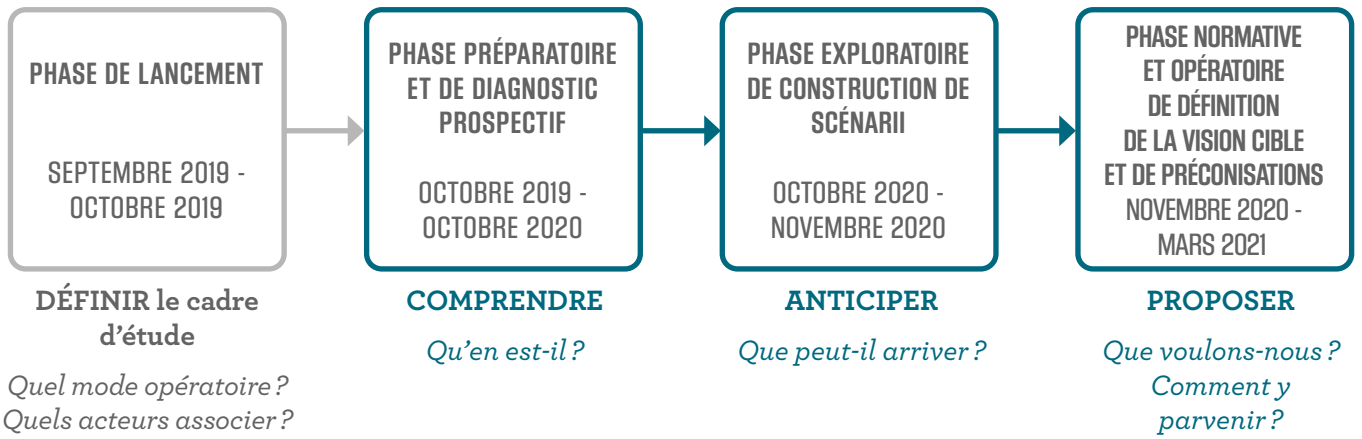 PHASE DE LANCEMENT
SEPTEMBRE 2019 -
OCTOBRE 2019
DÉFINIR le cadre
d'étude
Quel mode opératoire ?
Quels acteurs associer ?
PHASE PRÉPARATOIRE
ET DE DIAGNOSTIC
PROSPECTIF
OCTOBRE 2019 -
OCTOBRE 2020
COMPRENDRE
Qu'en est-il ?
PHASE EXPLORATOIRE
DE CONSTRUCTION DE
SCÉNARII
OCTOBRE 2020 -
NOVEMBRE 2020
ANTICIPER
Que peut-il arriver ?
PHASE NORMATIVE
ET OPÉRATOIRE
DE DÉFINITION
DE LA VISION CIBLE
ET DE PRÉCONISATIONS
NOVEMBRE 2020 -
MARS 2021
PROPOSER
Que voulons-nous ?
Comment y
parvenir ?